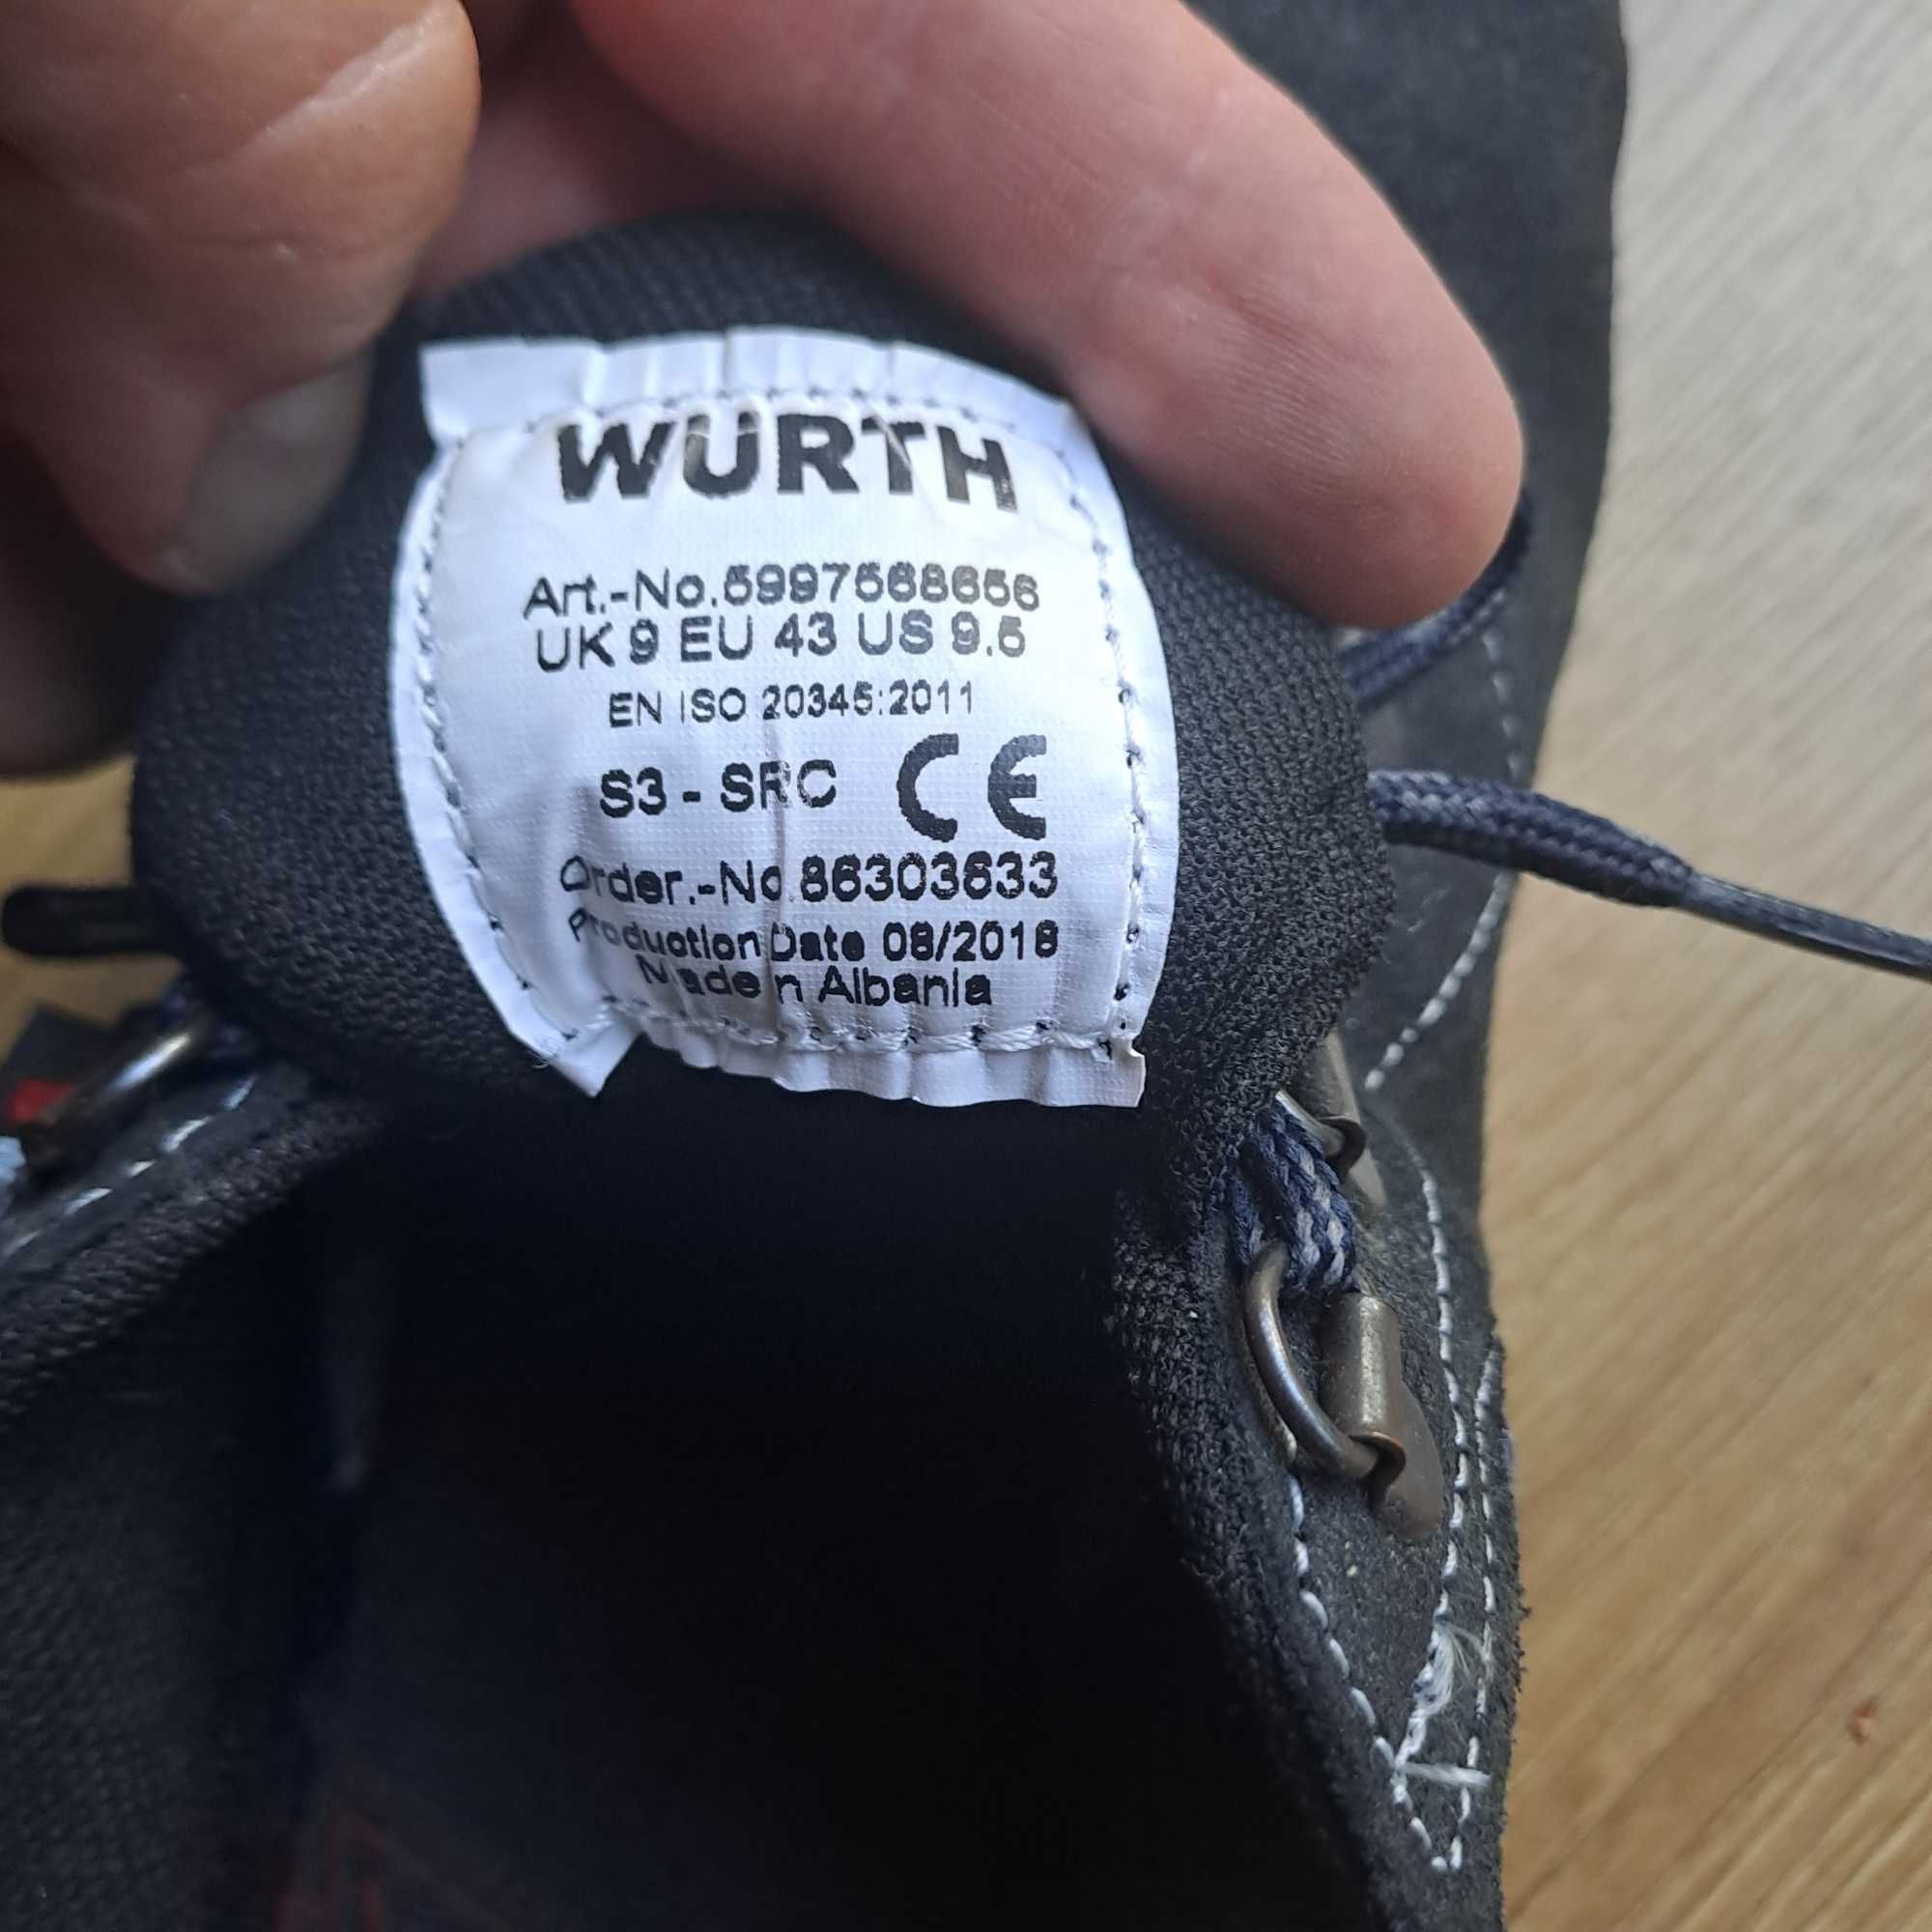 WURTH
Art.-No.5997568656
UK 9 EU 43 US 9.5
EN ISO 20345:2011
S3 - SRC CE
Order.-No.86303633
Production Date 08/2018
Made in Albania